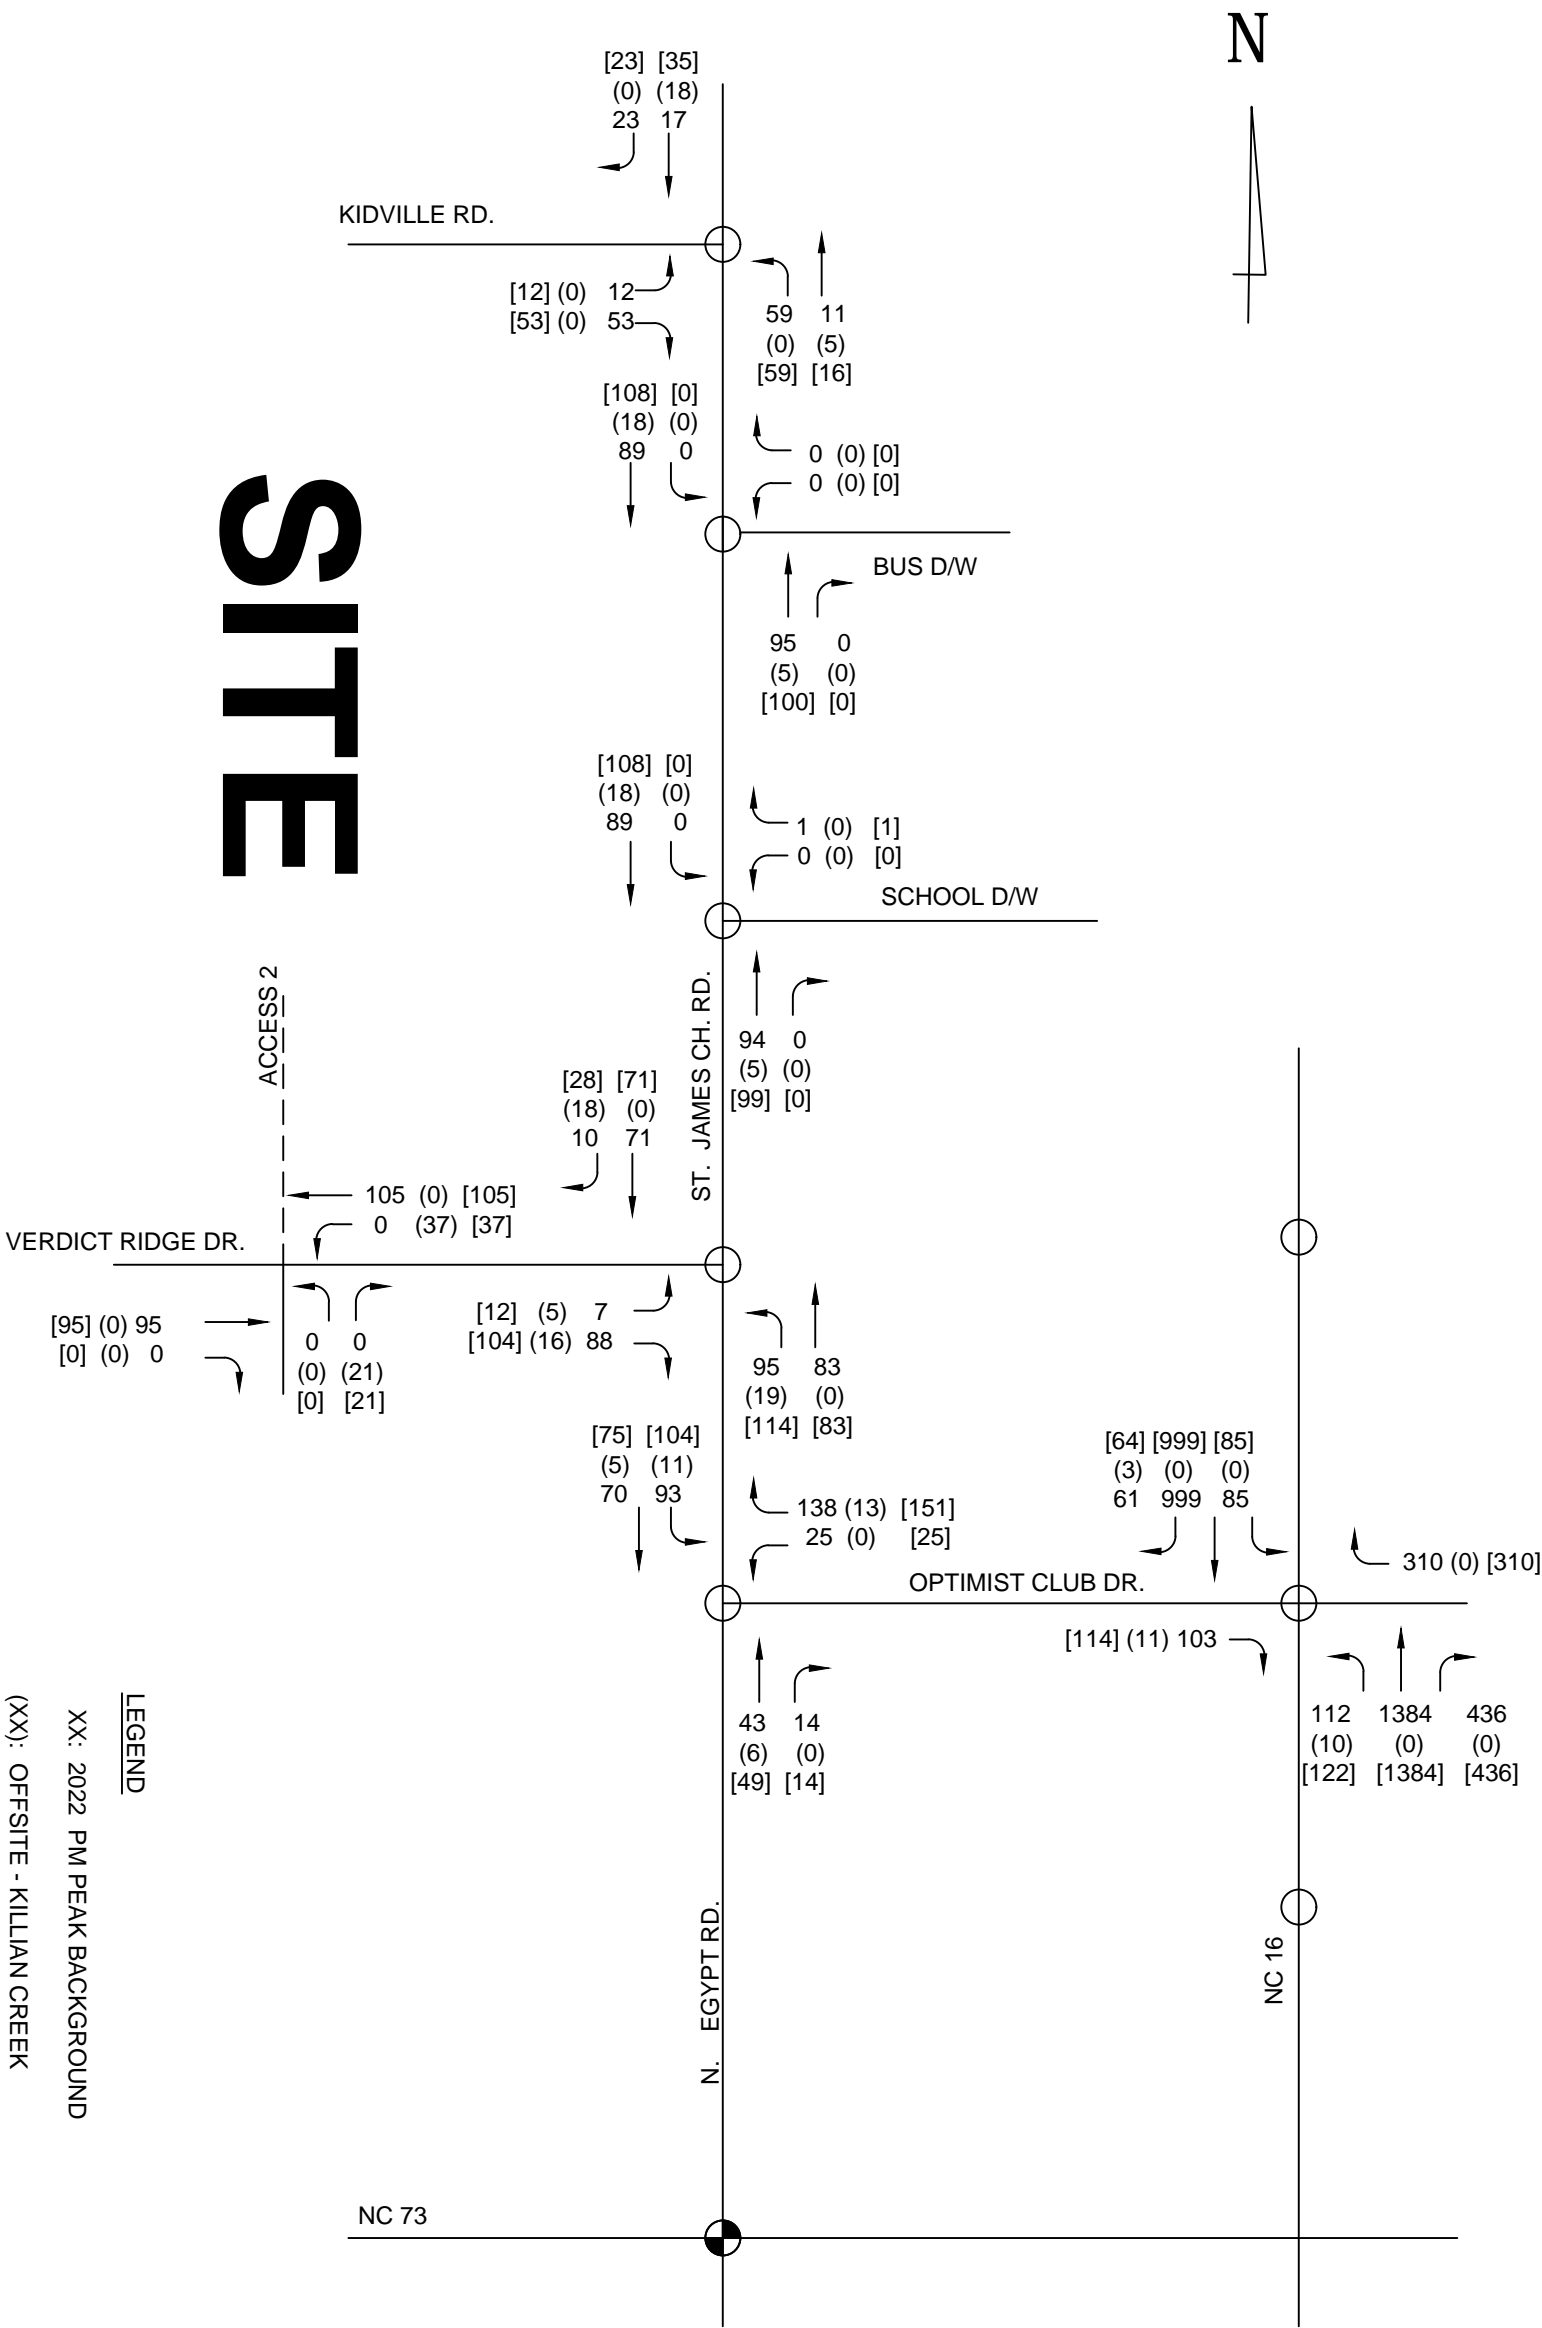 N
[23] [35]
(0) (18)
23 17
KIDVILLE RD.
[12] (0) 12
[53] (0) 53
59 11
(0) (5)
[59] [16]
[108] [0]
(18) (0)
89 0
0 (0) [0]
0 (0) [0]
BUS D/W
95 0
(5) (0)
[100] [0]
SITE
[108] [0]
(18) (0)
89 0
1 (0) [1]
0 (0) [0]
SCHOOL D/W
94 0
(5) (0)
[99] [0]
ST. JAMES CH. RD.
ACCESS 2
[28] [71]
(18) (0)
10 71
105 (0) [105]
0 (37) [37]
VERDICT RIDGE DR.
[95] (0) 95
[0] (0) 0
0 0
(0) (21)
[0] [21]
[12] (5) 7
[104] (16) 88
95 83
(19) (0)
[114] [83]
[75] [104]
(5) (11)
70 93
138 (13) [151]
25 (0) [25]
OPTIMIST CLUB DR.
[64] [999] [85]
(3) (0) (0)
61 999 85
310 (0) [310]
[114] (11) 103
112 1384 436
(10) (0) (0)
[122] [1384] [436]
43 14
(6) (0)
[49] [14]
N. EGYPT RD.
NC 16
NC 73
LEGEND
XX: 2022 PM PEAK BACKGROUND
(XX): OFFSITE - KILLIAN CREEK